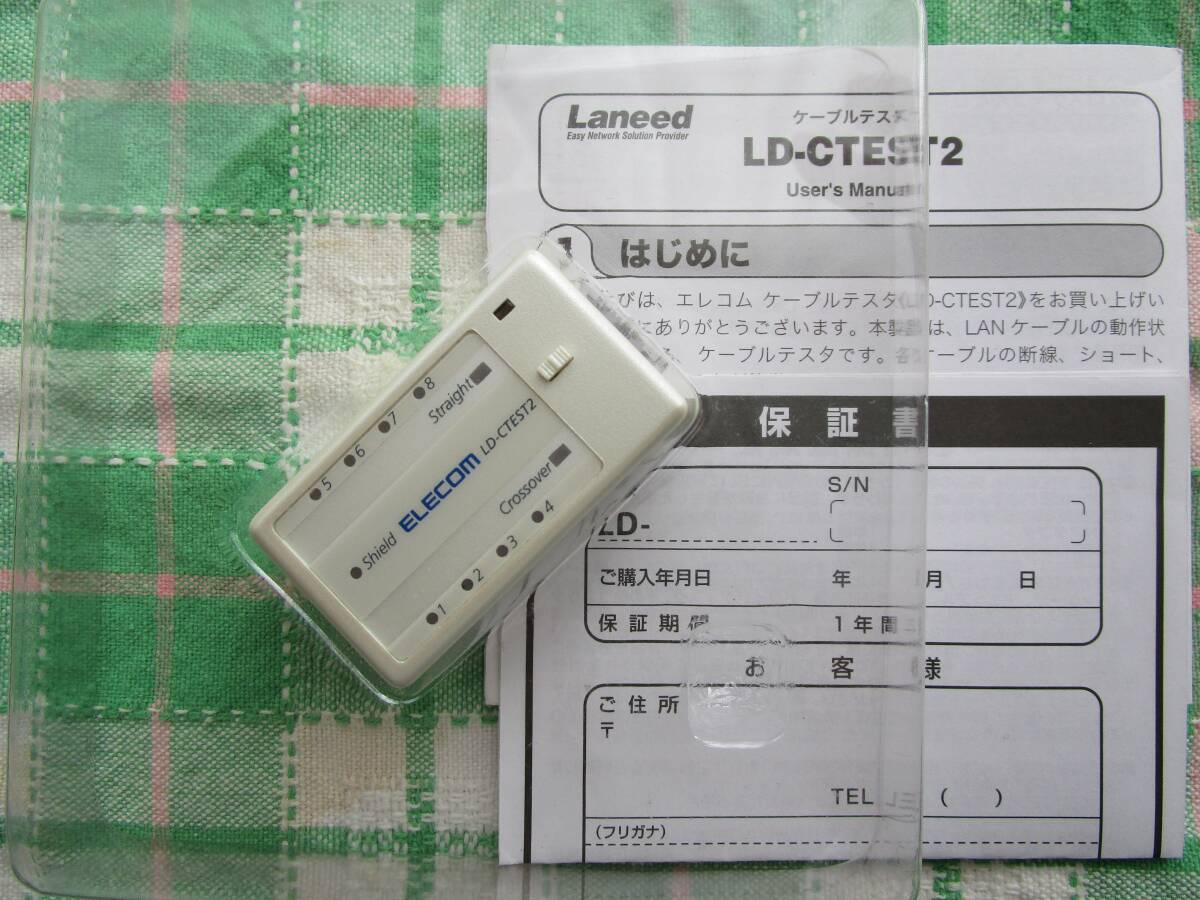 Laneed
Easy Network Solution Provider
ケーブルテスタ
LD-CTEST2
User's Manual
1 はじめに
びは、エレコム ケーブルテスタ《LD-CTEST2》をお買い上げい
にありがとうございます。本製品は、LANケーブルの動作状
る、ケーブルテスタです。各ケーブルの断線、ショート、
保証書
S/N
LD-
ご購入年月日 年 月 日
保証期間 1年間
お客様
ご住所
〒
TEL ( )
(フリガナ)
5
6
7
8
Straight
Shield
ELECOM LD-CTEST2
Crossover
1
2
3
4